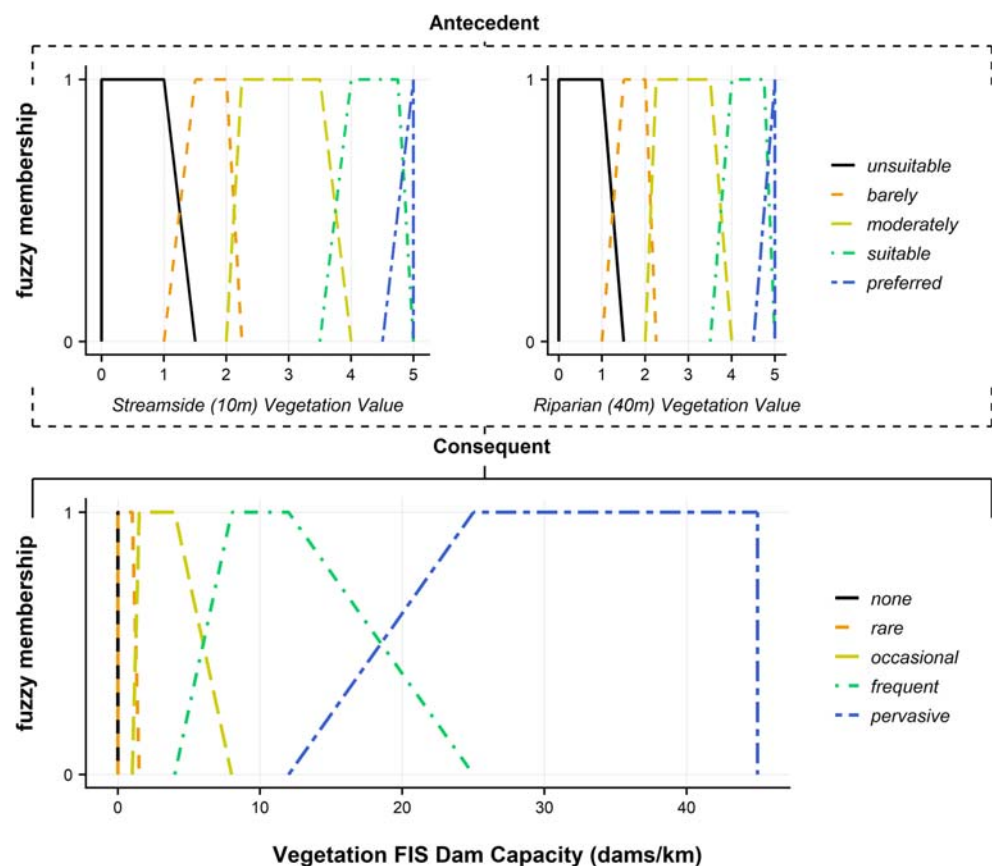 Antecedent
fuzzy membership
1
0
0 1 2 3 4 5
Streamside (10m) Vegetation Value
1
0
0 1 2 3 4 5
Riparian (40m) Vegetation Value
unsuitable
barely
moderately
suitable
preferred
Consequent
fuzzy membership
1
0
0 10 20 30 40
Vegetation FIS Dam Capacity (dams/km)
none
rare
occasional
frequent
pervasive